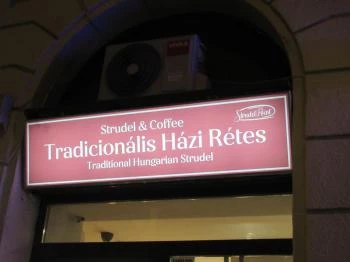 Strudel & Coffee
Tradicionális Házi Rétes
Traditional Hungarian Strudel